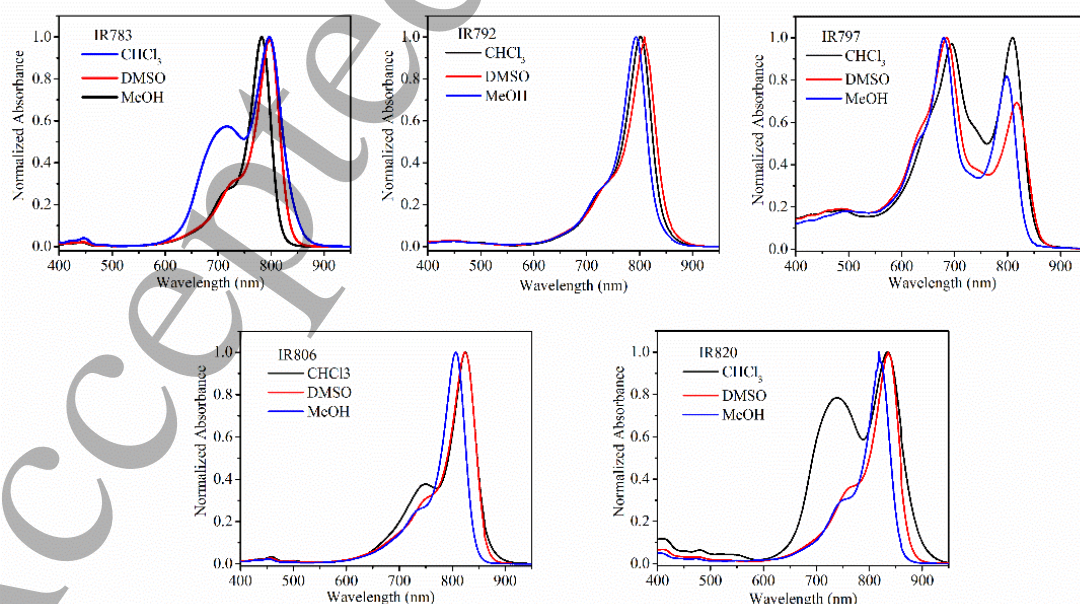 IR783
CHCl3
DMSO
MeOH
Normalized Absorbance
1.0
0.8
0.6
0.4
0.2
0.0
400 500 600 700 800 900
Wavelength (nm)
IR792
CHCl3
DMSO
MeOH
Normalized Absorbance
1.0
0.8
0.6
0.4
0.2
0.0
400 500 600 700 800 900
Wavelength (nm)
IR797
CHCl3
DMSO
MeOH
Normalized Absorbance
1.0
0.8
0.6
0.4
0.2
0.0
400 500 600 700 800 900
Wavelength (nm)
IR806
CHCl3
DMSO
MeOH
Normalized Absorbance
1.0
0.8
0.6
0.4
0.2
0.0
400 500 600 700 800 900
Wavelength (nm)
IR820
CHCl3
DMSO
MeOH
Normalized Absorbance
1.0
0.8
0.6
0.4
0.2
0.0
400 500 600 700 800 900
Wavelength (nm)
Accepted